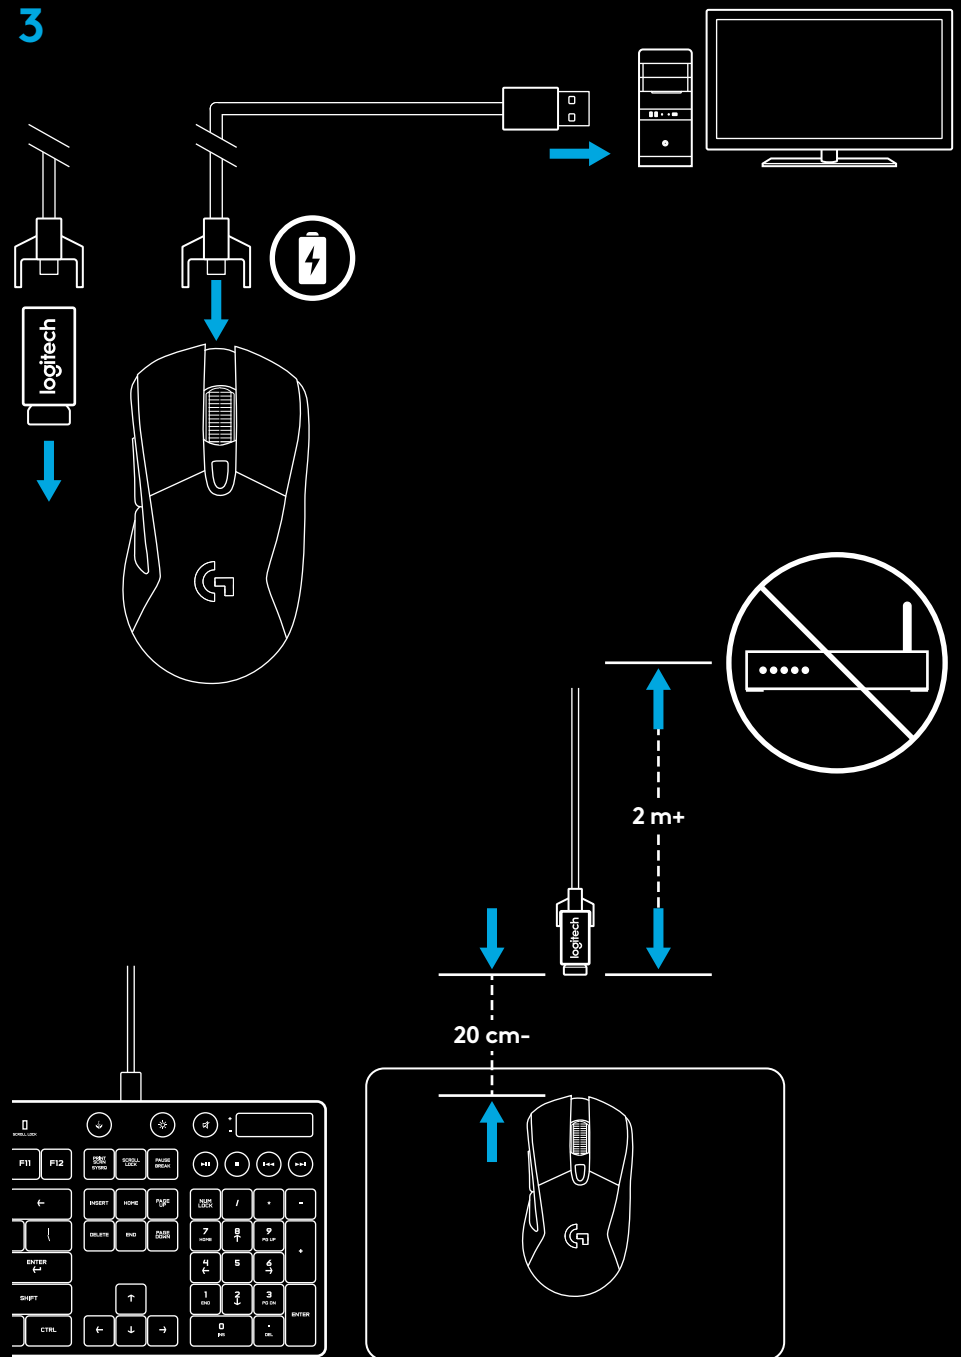 3
logitech
2 m+
logitech
20 cm-
SCROLL LOCK
F11
F12
PRINT
SCRN
SYSRQ
SCROLL
LOCK
PAUSE
BREAK
INSERT
HOME
PAGE
UP
NUM
LOCK
/
*
-
\
|
DELETE
END
PAGE
DOWN
7
HOME
8
9
PG UP
+
ENTER
4
5
6
SHIFT
1
END
2
3
PG DN
ENTER
CTRL
0
INS
.
DEL